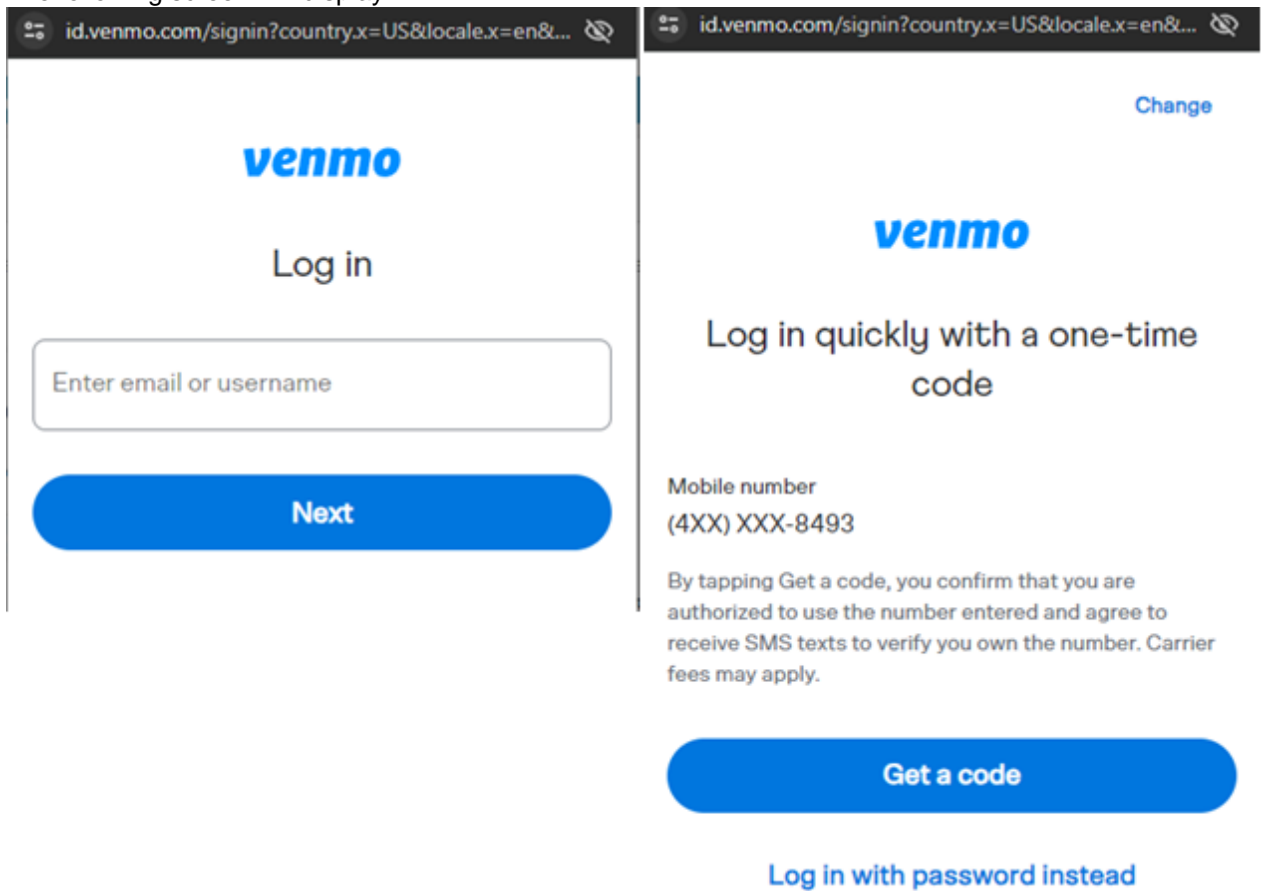 id.venmo.com/signin?country.x=US&locale.x=en&...
venmo
Log in
Enter email or username
Next
id.venmo.com/signin?country.x=US&locale.x=en&...
Change
venmo
Log in quickly with a one-time
code
Mobile number
(4XX) XXX-8493
By tapping Get a code, you confirm that you are
authorized to use the number entered and agree to
receive SMS texts to verify you own the number. Carrier
fees may apply.
Get a code
Log in with password instead